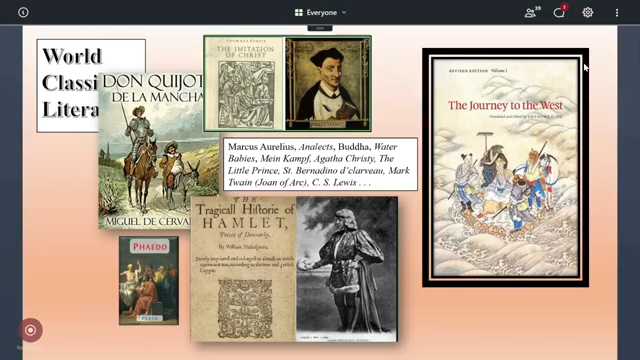 Everyone
39
2
World
Classi
Litera
DON QUIJOT
DE LA MANCHA
MIGUEL DE CERVA
THE IMITATION
OF CHRIST
REVISED EDITION Volume 1
The Journey to the West
Marcus Aurelius, Analects, Buddha, Water
Babies, Mein Kampf, Agatha Christy, The
Little Prince, St. Bernadino d’clarveau, Mark
Twain (Joan of Arc), C. S. Lewis . . .
THE
Tragicall Historie of
HAMLET,
Prince of Denmarke,
By William Shakespeare.
PHAEDO
PLATO